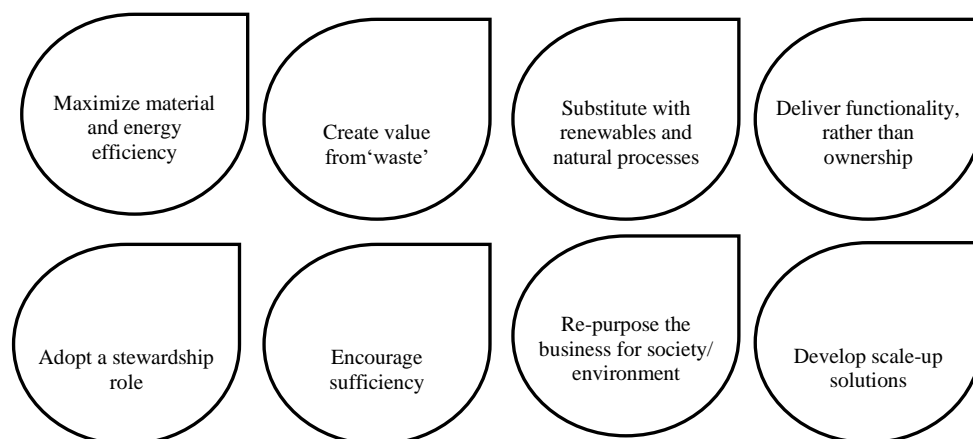 Maximize material
and energy
efficiency
Create value
from‘waste’
Substitute with
renewables and
natural processes
Deliver functionality,
rather than
ownership
Adopt a stewardship
role
Encourage
sufficiency
Re-purpose the
business for society/
environment
Develop scale-up
solutions